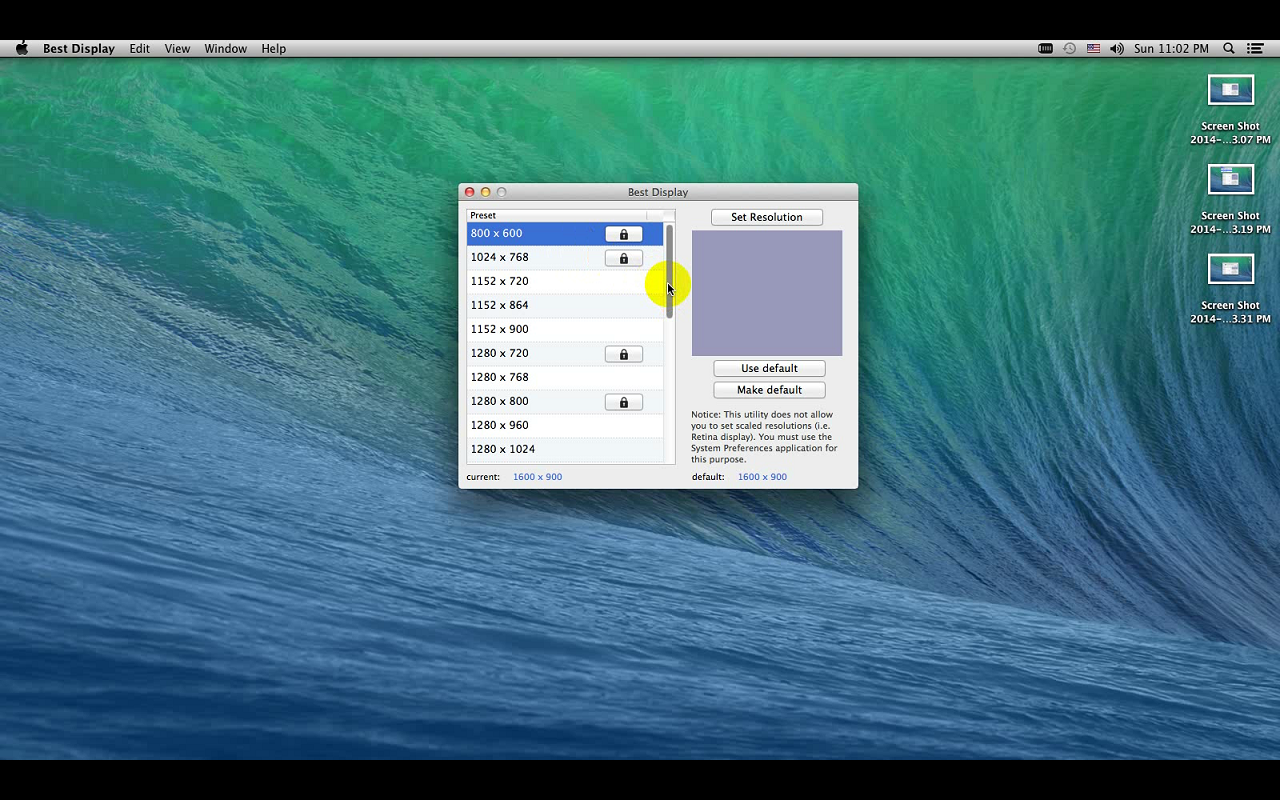 Best Display Edit View Window Help Sun 11:02 PM
Screen Shot
2014-...3.07 PM
Screen Shot
2014-...3.19 PM
Screen Shot
2014-...3.31 PM
Best Display
Preset
800 x 600
1024 x 768
1152 x 720
1152 x 864
1152 x 900
1280 x 720
1280 x 768
1280 x 800
1280 x 960
1280 x 1024
current: 1600 x 900
Set Resolution
Use default
Make default
Notice: This utility does not allow
you to set scaled resolutions (i.e.
Retina display). You must use the
System Preferences application for
this purpose.
default: 1600 x 900